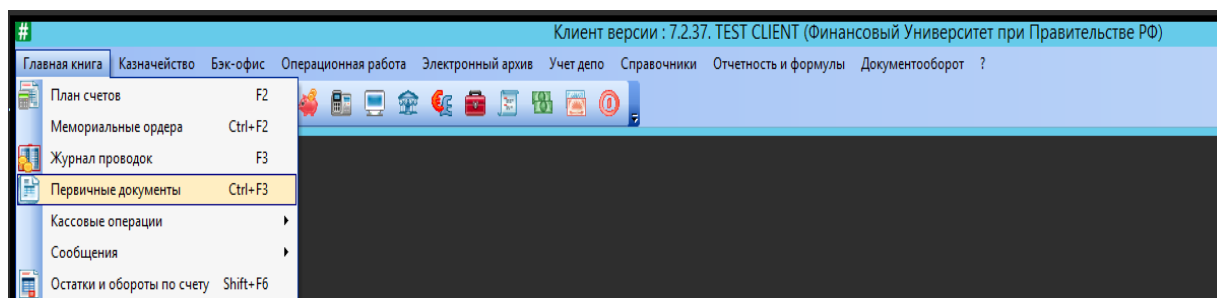 #
Клиент версии : 7.2.37. TEST CLIENT (Финансовый Университет при Правительстве РФ)
Главная книга Казначейство Бэк-офис Операционная работа Электронный архив Учет депо Справочники Отчетность и формулы Документооборот ?
План счетов F2
Мемориальные ордера Ctrl+F2
Журнал проводок F3
Первичные документы Ctrl+F3
Кассовые операции
Сообщения
Остатки и обороты по счету Shift+F6